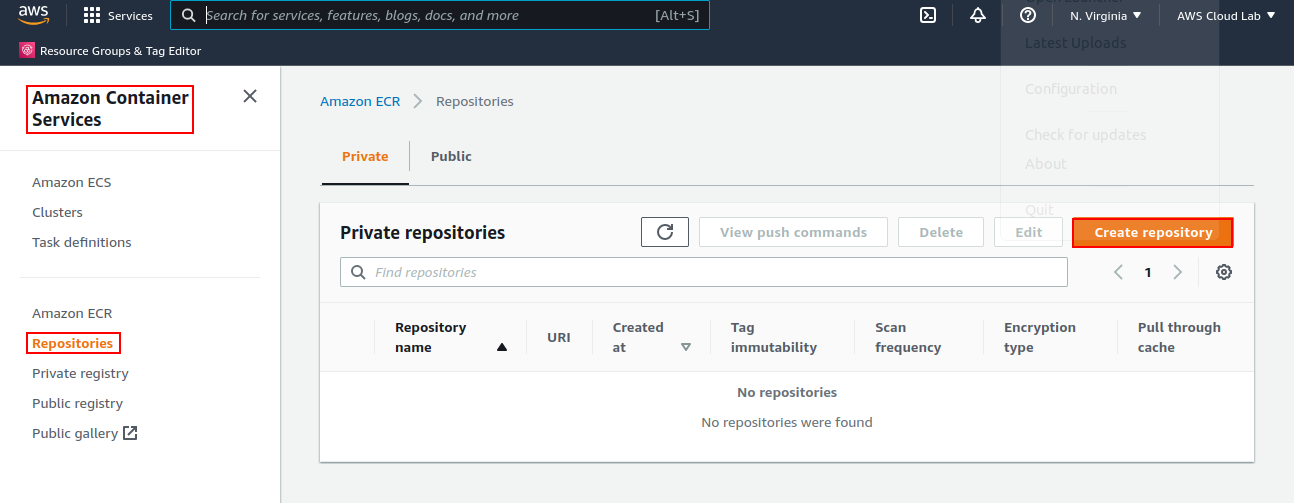 aws
Services
Search for services, features, blogs, docs, and more
[Alt+S]
N. Virginia
AWS Cloud Lab
Resource Groups & Tag Editor
Latest Uploads
Configuration
Check for updates
About
Quit
Amazon Container
Services
Amazon ECS
Clusters
Task definitions
Amazon ECR
Repositories
Private registry
Public registry
Public gallery
Amazon ECR
Repositories
Private
Public
Private repositories
View push commands
Delete
Edit
Create repository
Find repositories
1
Repository
name
URI
Created
at
Tag
immutability
Scan
frequency
Encryption
type
Pull through
cache
No repositories
No repositories were found